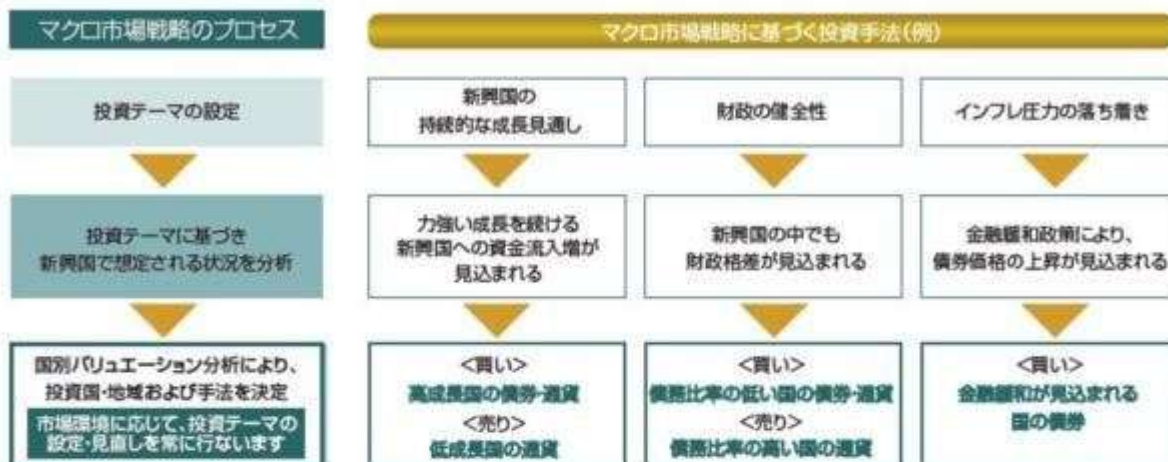 マクロ市場戦略のプロセス
マクロ市場戦略に基づく投資手法(例)
投資テーマの設定
新興国の
持続的な成長見通し
財政の健全性
インフレ圧力の落ち着き
投資テーマに基づき
新興国で想定される状況を分析
力強い成長を続ける
新興国への資金流入増が
見込まれる
新興国の中でも
財政格差が見込まれる
金融緩和政策により、
債券価格の上昇が見込まれる
国別バリュエーション分析により、
投資国・地域および手法を決定
市場環境に応じて、投資テーマの
設定・見直しを常に行ないます
<買い>
高成長国の債券・通貨
<売り>
低成長国の通貨
<買い>
債務比率の低い国の債券・通貨
<売り>
債務比率の高い国の通貨
<買い>
金融緩和が見込まれる
国の債券